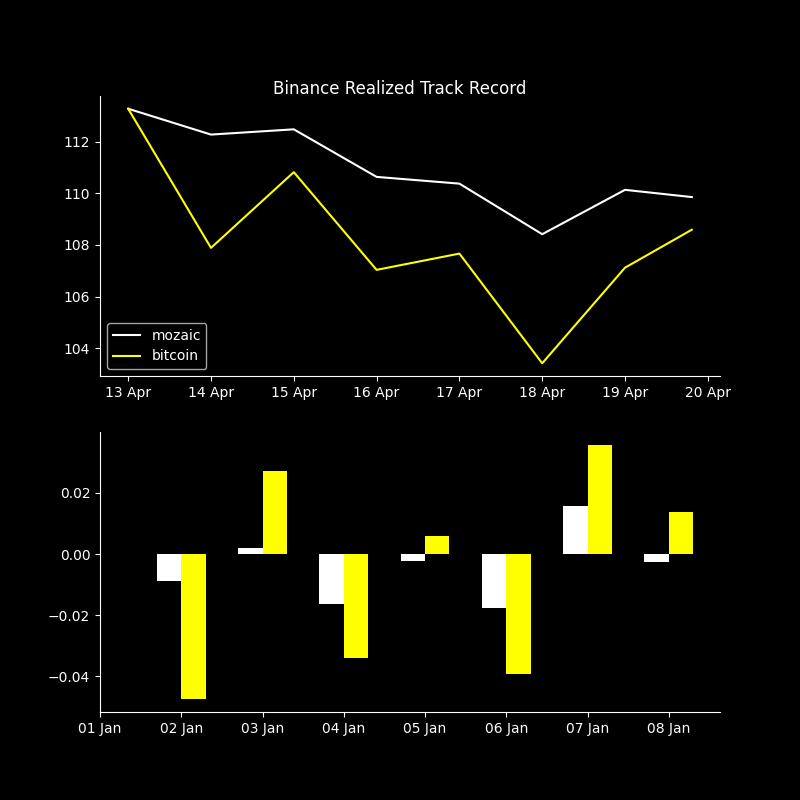 Binance Realized Track Record
112
110
108
106
104
mozaic
bitcoin
13 Apr 14 Apr 15 Apr 16 Apr 17 Apr 18 Apr 19 Apr 20 Apr
0.02
0.00
−0.02
−0.04
01 Jan 02 Jan 03 Jan 04 Jan 05 Jan 06 Jan 07 Jan 08 Jan